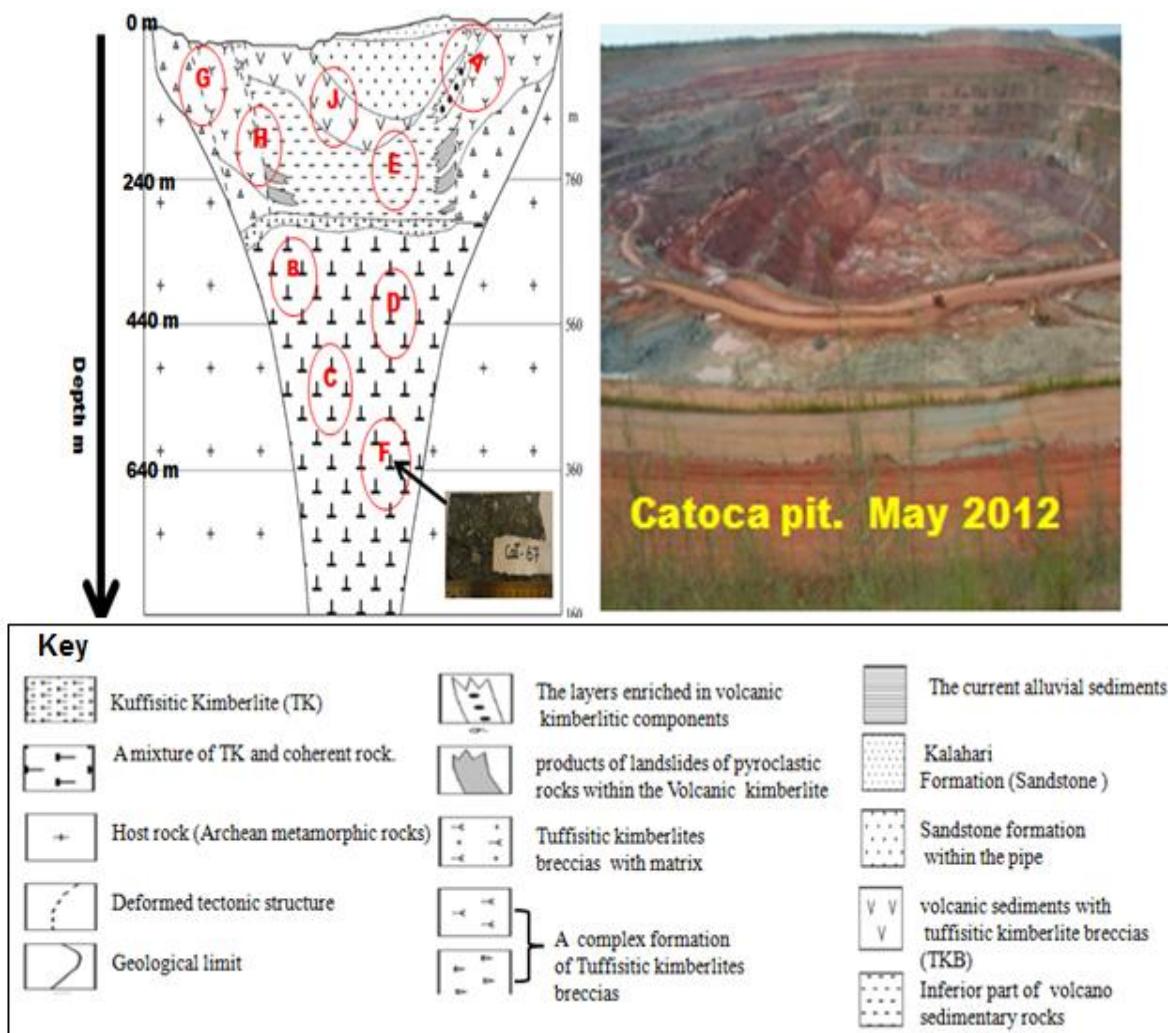 0 m
G
J
A
m
H
E
240 m
760
B
D
440 m
560
C
F
640 m
360
Depth m
160
Catoca pit. May 2012
Key
Kuffisitic Kimberlite (TK)
A mixture of TK and coherent rock.
Host rock (Archean metamorphic rocks)
Deformed tectonic structure
Geological limit
The layers enriched in volcanic
kimberlitic components
products of landslides of pyroclastic
rocks within the Volcanic kimberlite
Tuffisitic kimberlites
breccias with matrix
A complex formation
of Tuffisitic kimberlites
breccias
The current alluvial sediments
Kalahari
Formation (Sandstone )
Sandstone formation
within the pipe
volcanic sediments with
tuffisitic kimberlite breccias
(TKB)
Inferior part of volcano
sedimentary rocks